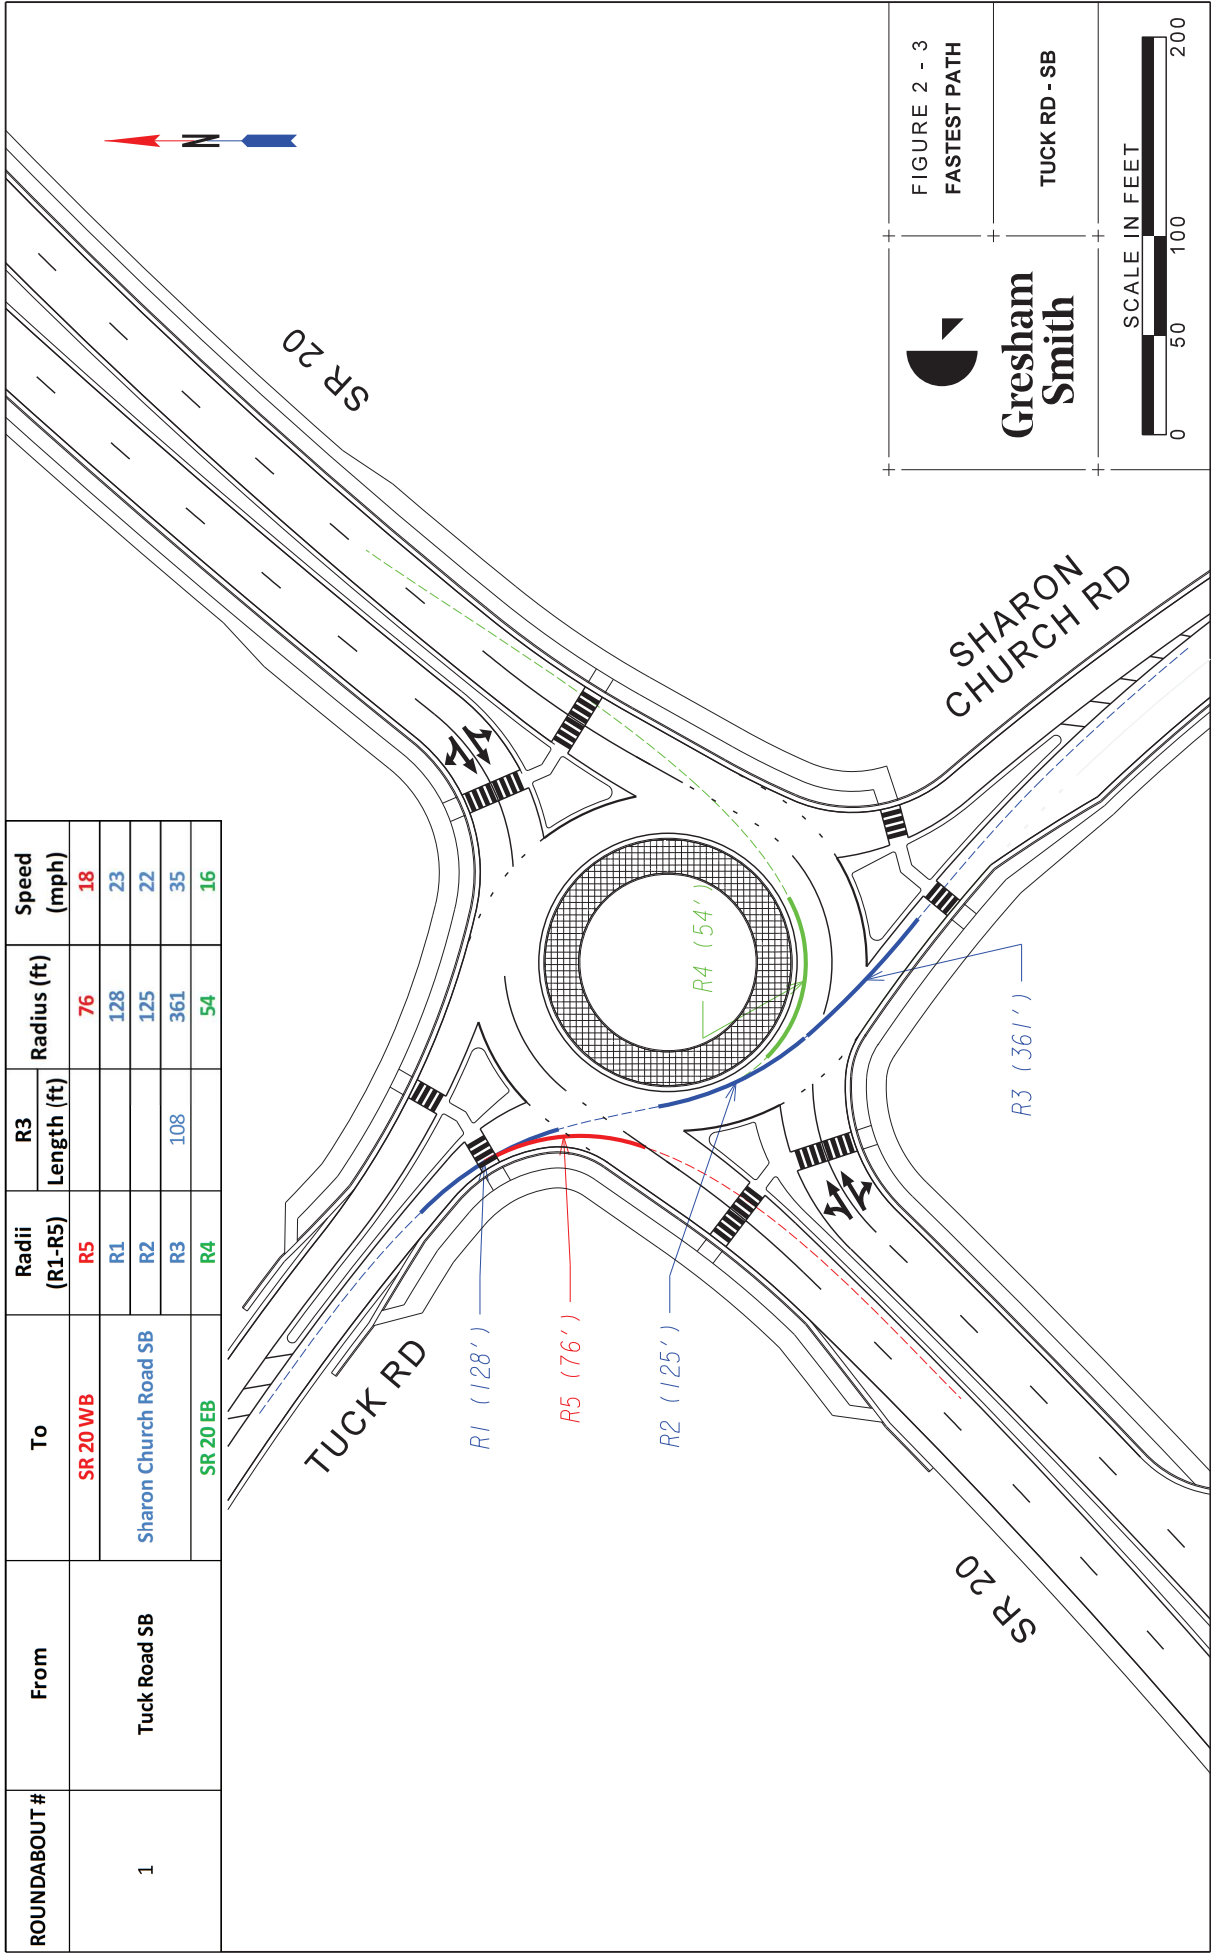 ROUNDABOUT # From To Radii (R1-R5) R3 Length (ft) Radius (ft) Speed (mph)
1 Tuck Road SB SR 20 WB R5 76 18
Sharon Church Road SB R1 128 23
R2 125 22
R3 108 361 35
SR 20 EB R4 54 16
N
SR 20
TUCK RD
R1 (128')
R5 (76')
R2 (125')
R4 (54')
R3 (361')
SHARON
CHURCH RD
SR 20
Gresham
Smith
FIGURE 2 - 3
FASTEST PATH
TUCK RD - SB
SCALE IN FEET
0 50 100 200